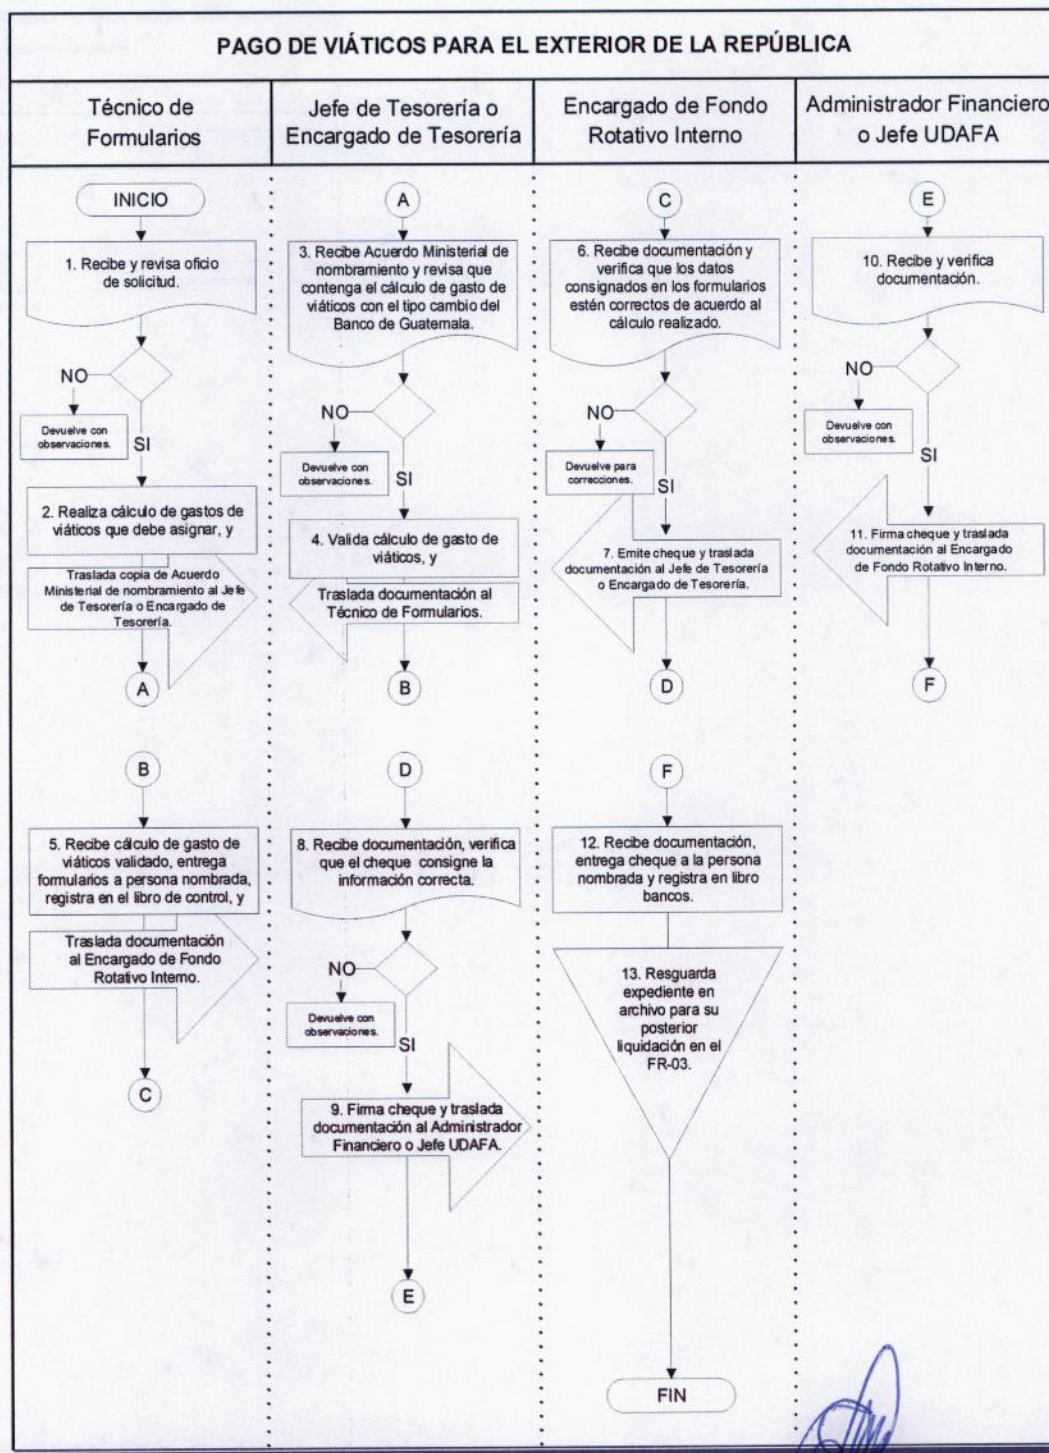 PAGO DE VIÁTICOS PARA EL EXTERIOR DE LA REPÚBLICA
Técnico de
Formularios
Jefe de Tesorería o
Encargado de Tesorería
Encargado de Fondo
Rotativo Interno
Administrador Financiero
o Jefe UDAFA
INICIO
1. Recibe y revisa oficio
de solicitud.
NO
Devuelve con
observaciones.
SI
2. Realiza cálculo de gastos de
viáticos que debe asignar, y
Traslada copia de Acuerdo
Ministerial de nombramiento al Jefe
de Tesorería o Encargado de
Tesorería.
A
A
3. Recibe Acuerdo Ministerial de
nombramiento y revisa que
contenga el cálculo de gasto de
viáticos con el tipo cambio del
Banco de Guatemala.
NO
Devuelve con
observaciones.
SI
4. Valida cálculo de gasto de
viáticos, y
Traslada documentación al
Técnico de Formularios.
B
C
6. Recibe documentación y
verifica que los datos
consignados en los formularios
estén correctos de acuerdo al
cálculo realizado.
NO
Devuelve para
correcciones.
SI
7. Emite cheque y traslada
documentación al Jefe de Tesorería
o Encargado de Tesorería.
D
E
10. Recibe y verifica
documentación.
NO
Devuelve con
observaciones.
SI
11. Firma cheque y traslada
documentación al Encargado
de Fondo Rotativo Interno.
F
B
5. Recibe cálculo de gasto de
viáticos validado, entrega
formularios a persona nombrada,
registra en el libro de control, y
Traslada documentación
al Encargado de Fondo
Rotativo Interno.
C
D
8. Recibe documentación, verifica
que el cheque consigne la
información correcta.
NO
Devuelve con
observaciones.
SI
9. Firma cheque y traslada
documentación al Administrador
Financiero o Jefe UDAFA.
E
F
12. Recibe documentación,
entrega cheque a la persona
nombrada y registra en libro
bancos.
13. Resguarda
expediente en
archivo para su
posterior
liquidación en el
FR-03.
FIN